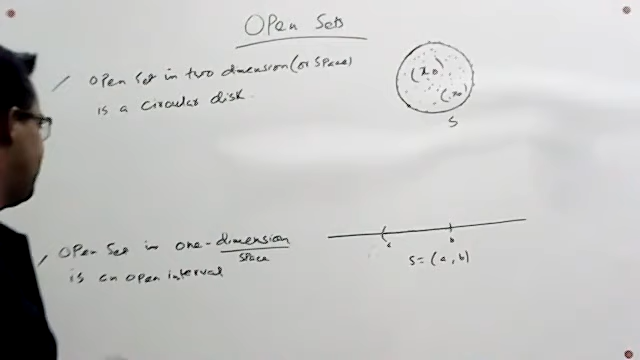 Open Sets
Open Set in two dimension (or Space)
is a circular disk.
(x₀)
(.x₀)
S
Open Set in one-dimension
space
is an open interval
a b
S = (a, b)